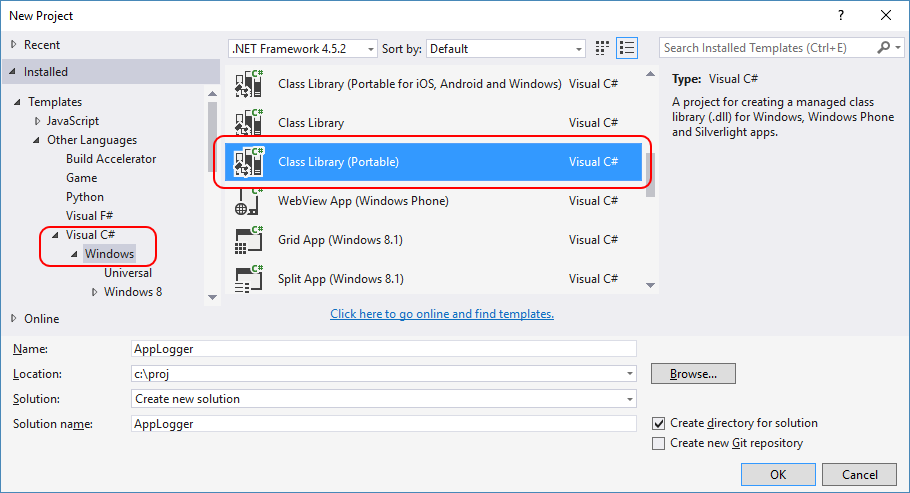 New Project
?
Recent
.NET Framework 4.5.2
Sort by: Default
Search Installed Templates (Ctrl+E)
Installed
Templates
JavaScript
Other Languages
Build Accelerator
Game
Python
Visual F#
Visual C#
Windows
Universal
Windows 8
Online
C# Class Library (Portable for iOS, Android and Windows) Visual C#
C# Class Library Visual C#
C# Class Library (Portable) Visual C#
C# WebView App (Windows Phone) Visual C#
C# Grid App (Windows 8.1) Visual C#
C# Split App (Windows 8.1) Visual C#
Click here to go online and find templates.
Type: Visual C#
A project for creating a managed class
library (.dll) for Windows, Windows Phone
and Silverlight apps.
Name: AppLogger
Location: c:\proj
Browse...
Solution: Create new solution
Solution name: AppLogger
Create directory for solution
Create new Git repository
OK
Cancel